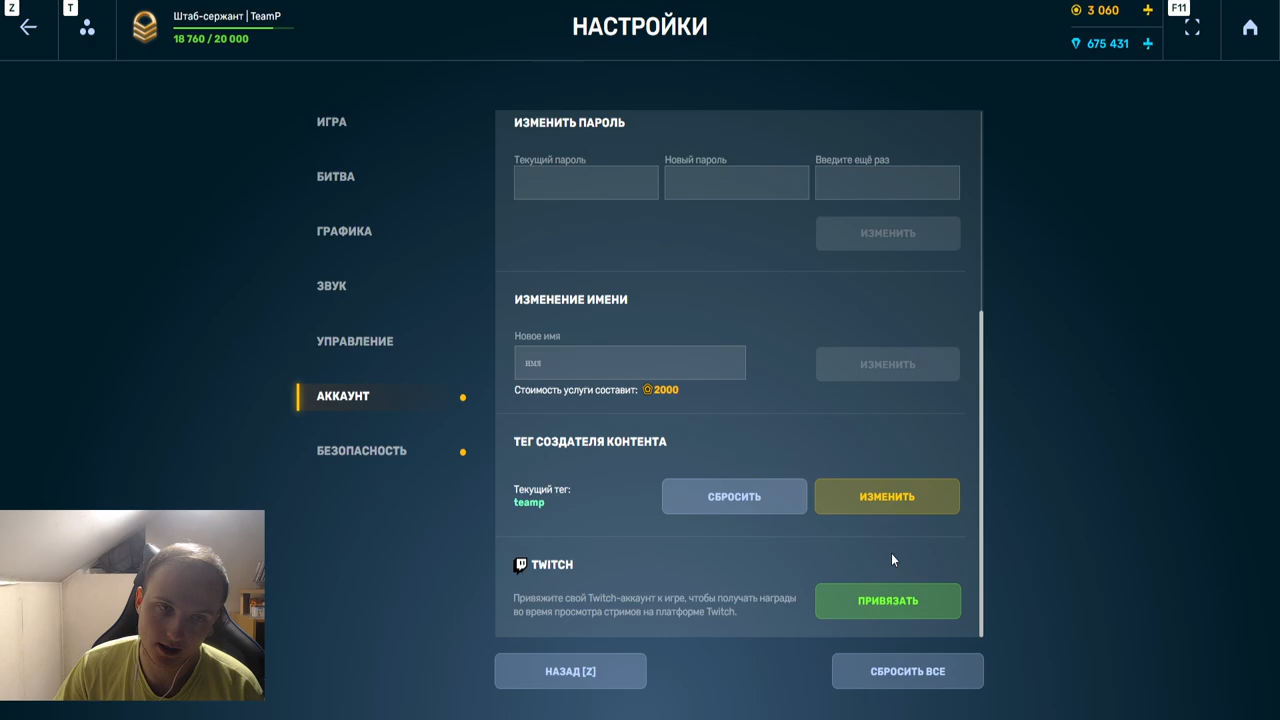 Z
T
Штаб-сержант | TeamP
18 760 / 20 000
НАСТРОЙКИ
3 060
675 431
F11
ИГРА
БИТВА
ГРАФИКА
ЗВУК
УПРАВЛЕНИЕ
АККАУНТ
БЕЗОПАСНОСТЬ
ИЗМЕНИТЬ ПАРОЛЬ
Текущий пароль
Новый пароль
Введите ещё раз
ИЗМЕНИТЬ
ИЗМЕНЕНИЕ ИМЕНИ
Новое имя
имя
ИЗМЕНИТЬ
Стоимость услуги составит: 2000
ТЕГ СОЗДАТЕЛЯ КОНТЕНТА
Текущий тег:
teamp
СБРОСИТЬ
ИЗМЕНИТЬ
TWITCH
Привяжите свой Twitch-аккаунт к игре, чтобы получать награды
во время просмотра стримов на платформе Twitch.
ПРИВЯЗАТЬ
НАЗАД [Z]
СБРОСИТЬ ВСЕ